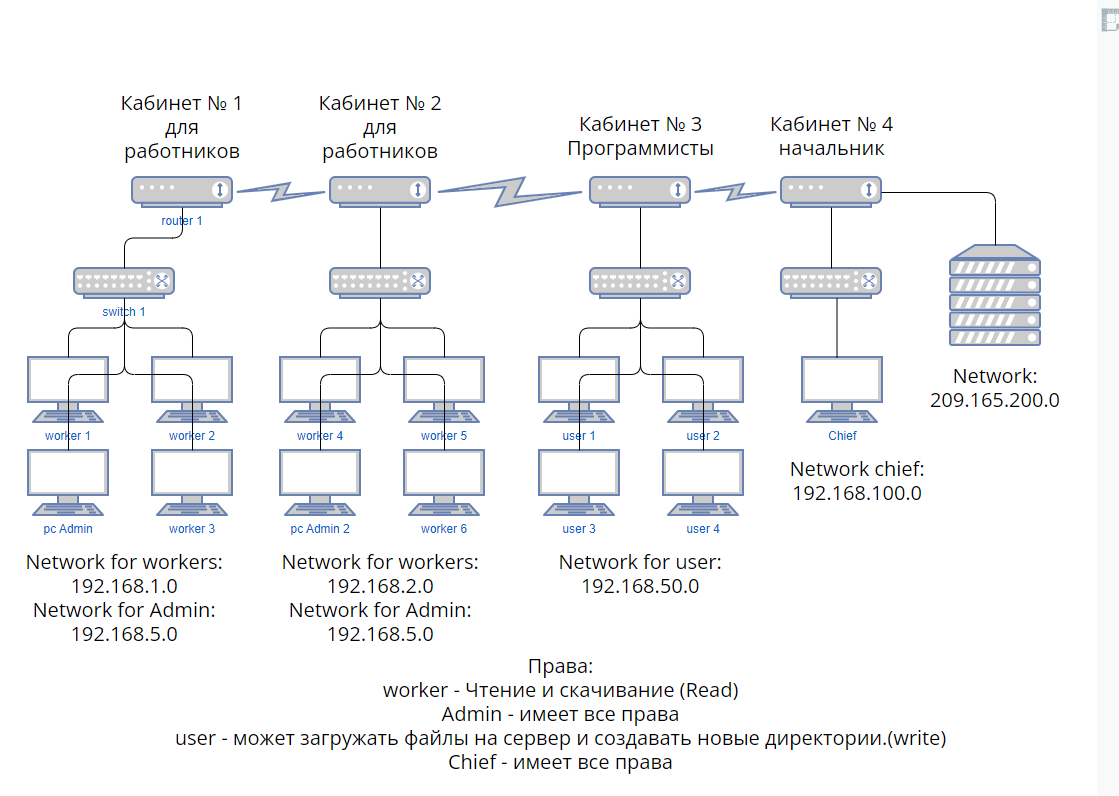 Кабинет № 1
для
работников
Кабинет № 2
для
работников
Кабинет № 3
Программисты
Кабинет № 4
начальник
router 1
switch 1
worker 1
worker 2
worker 4
worker 5
user 1
user 2
Chief
Network:
209.165.200.0
Network chief:
192.168.100.0
pc Admin
worker 3
pc Admin 2
worker 6
user 3
user 4
Network for workers:
192.168.1.0
Network for Admin:
192.168.5.0
Network for workers:
192.168.2.0
Network for Admin:
192.168.5.0
Network for user:
192.168.50.0
Права:
worker - Чтение и скачивание (Read)
Admin - имеет все права
user - может загружать файлы на сервер и создавать новые директории.(write)
Chief - имеет все права